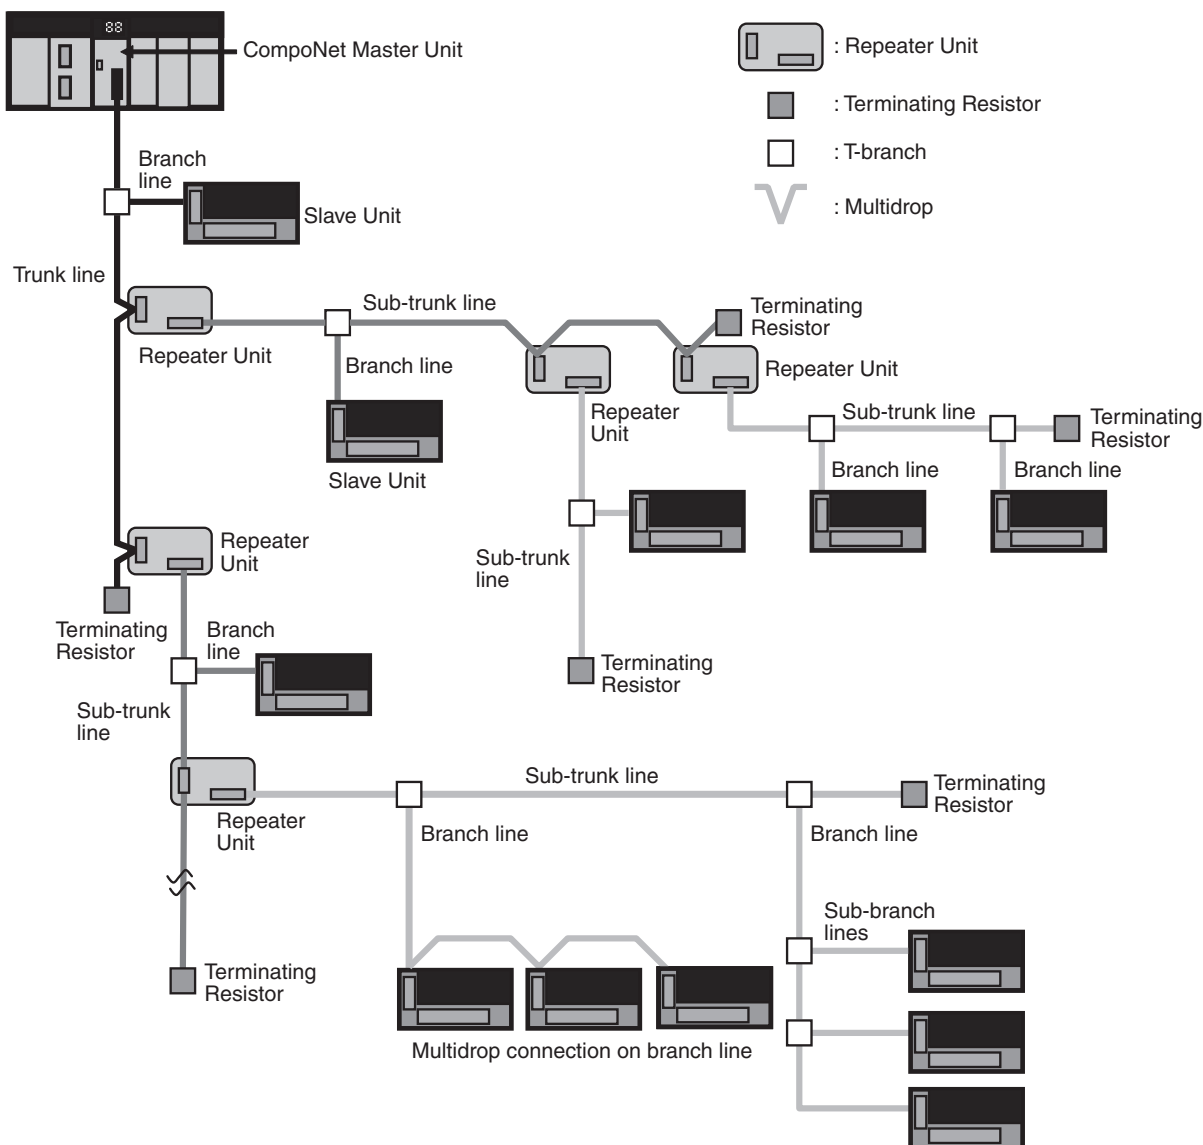 88
CompoNet Master Unit
: Repeater Unit
: Terminating Resistor
: T-branch
: Multidrop
Branch
line
Slave Unit
Trunk line
Repeater Unit
Sub-trunk line
Branch line
Slave Unit
Terminating
Resistor
Repeater Unit
Repeater
Unit
Sub-trunk line
Terminating
Resistor
Branch line
Branch line
Sub-trunk
line
Terminating
Resistor
Repeater
Unit
Terminating
Resistor
Branch
line
Sub-trunk
line
Repeater
Unit
Sub-trunk line
Terminating
Resistor
Branch line
Branch line
Sub-branch
lines
Terminating
Resistor
Multidrop connection on branch line